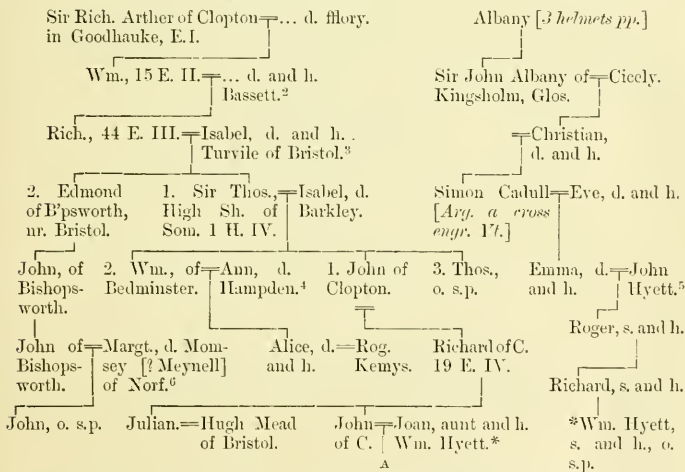 Sir Rich. Arther of Clopton ... d. fflory.
in Goodhauke, E.I.
Albany [3 helmets pp.]
Wm., 15 E. II. ... d. and h.
Bassett.²
Sir John Albany of Cicely.
Kingsholm, Glos.
Rich., 44 E. III. Isabel, d. and h. .
Turvile of Bristol.³
Christian,
d. and h.
2. Edmond
of B'psworth,
nr. Bristol.
1. Sir Thos.,
High Sh. of
Som. 1 H. IV.
Isabel, d.
Barkley.
Simon Cadull Eve, d. and h.
[Arg. a cross
engr. Vt.]
John, of
Bishops-
worth.
2. Wm., of
Bedminster.
Ann, d.
Hampden.⁴
1. John of
Clopton.
3. Thos.,
o. s.p.
Emma, d.
and h.
John
Hyett.⁵
Roger, s. and h.
John of
Bishops-
worth.
Margt., d. Mom-
sey [? Meynell]
of Norf.⁶
Alice, d.
and h.
Rog.
Kemys.
Richard of C.
19 E. IV.
Richard, s. and h.
John, o. s.p.
Julian. Hugh Mead
of Bristol.
John Joan, aunt and h.
of C. Wm. Hyett.*
A
*Wm. Hyett,
s. and h., o.
s.p.